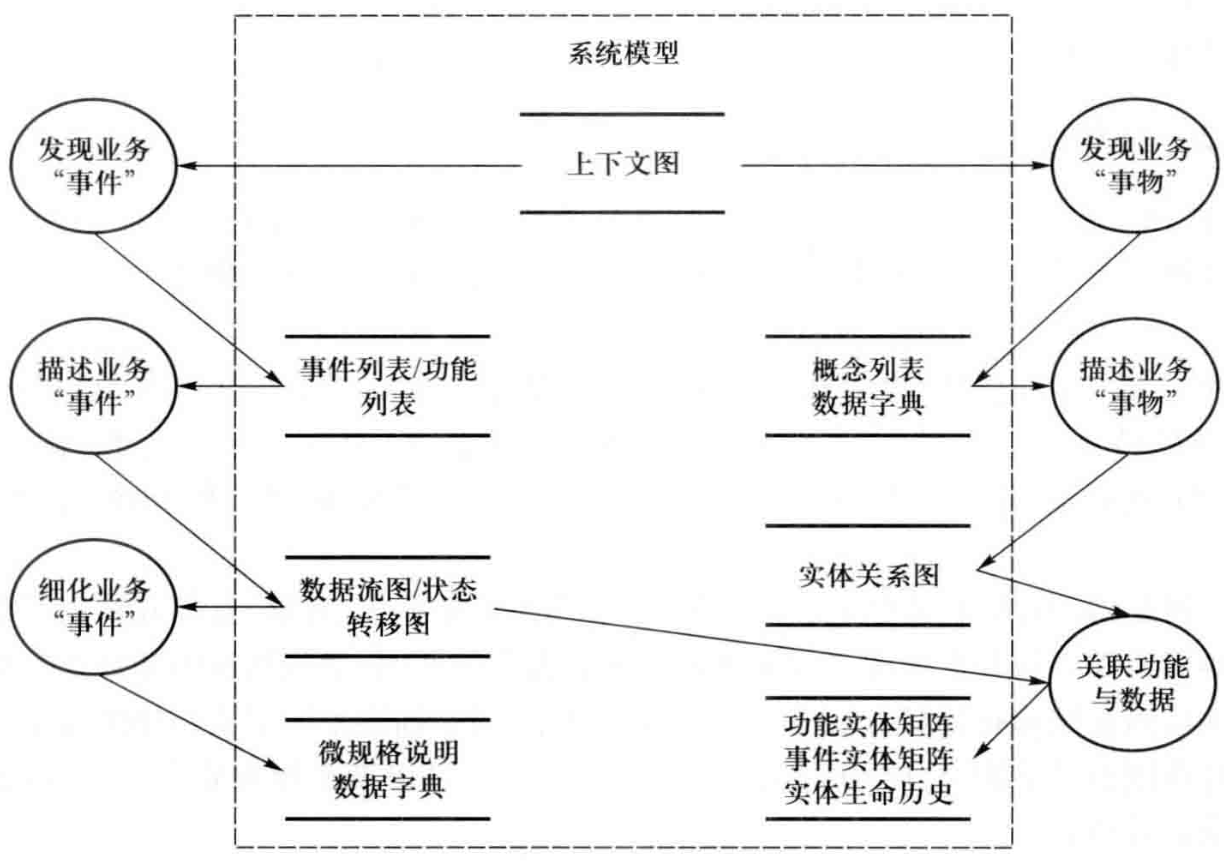 系统模型
发现业务
“事件”
上下文图
发现业务
“事物”
描述业务
“事件”
事件列表/功能
列表
概念列表
数据字典
描述业务
“事物”
细化业务
“事件”
数据流图/状态
转移图
实体关系图
关联功能
与数据
微规格说明
数据字典
功能实体矩阵
事件实体矩阵
实体生命历史